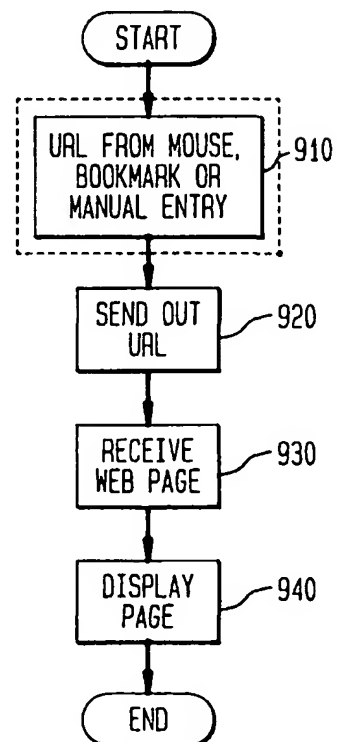 START
URL FROM MOUSE,
BOOKMARK OR
MANUAL ENTRY
910
SEND OUT
URL
920
RECEIVE
WEB PAGE
930
DISPLAY
PAGE
940
END